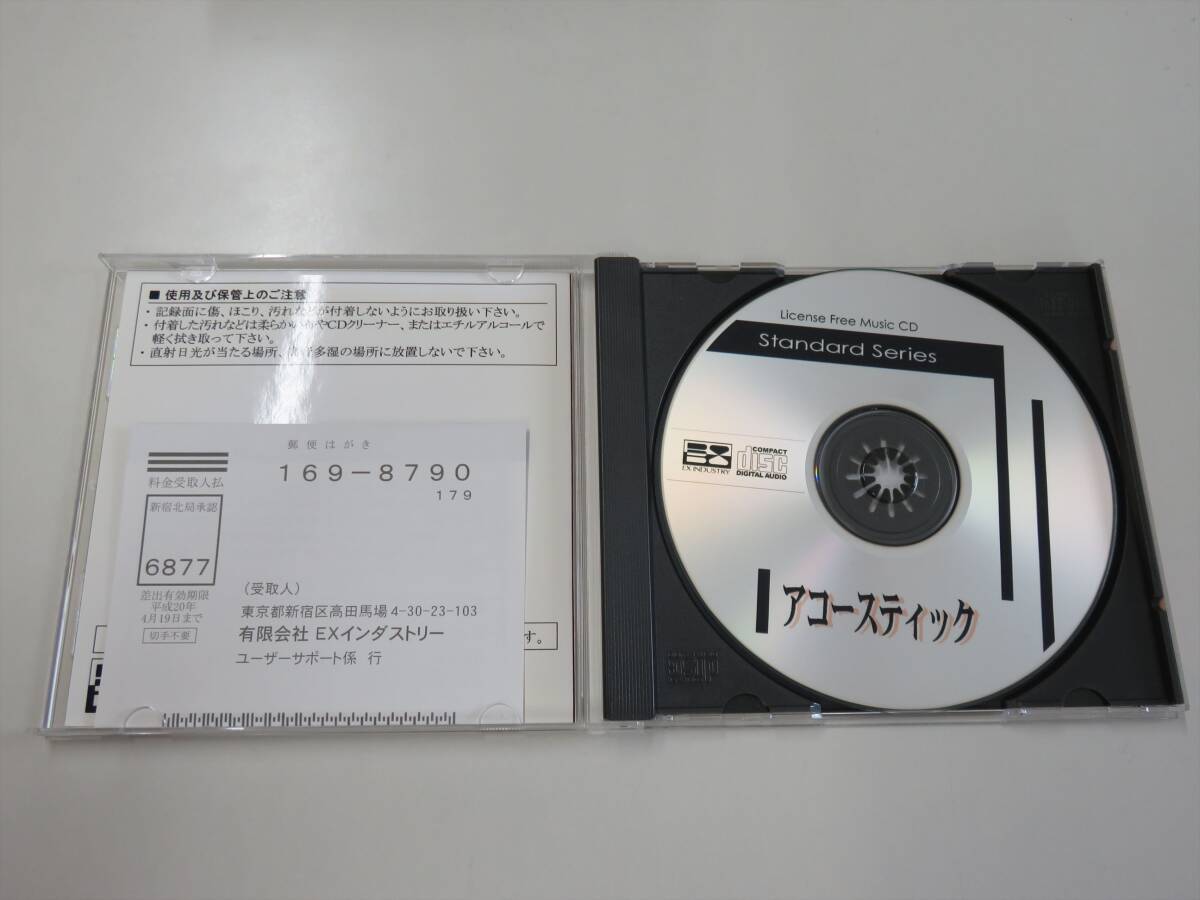 ■ 使用及び保管上のご注意
・記録面に傷、ほこり、汚れなどが付着しないようにお取り扱い下さい。
・付着した汚れなどは柔らかい布やCDクリーナー、またはエチルアルコールで
軽く拭き取って下さい。
・直射日光が当たる場所、高温多湿の場所に放置しないで下さい。
郵便はがき
169-8790
179
料金受取人払
新宿北局承認
6877
差出有効期限
平成20年
4月19日まで
切手不要
(受取人)
東京都新宿区高田馬場4-30-23-103
有限会社 EXインダストリー
ユーザーサポート係 行
す。
License Free Music CD
Standard Series
EX INDUSTRY
COMPACT
disc
DIGITAL AUDIO
アコースティック